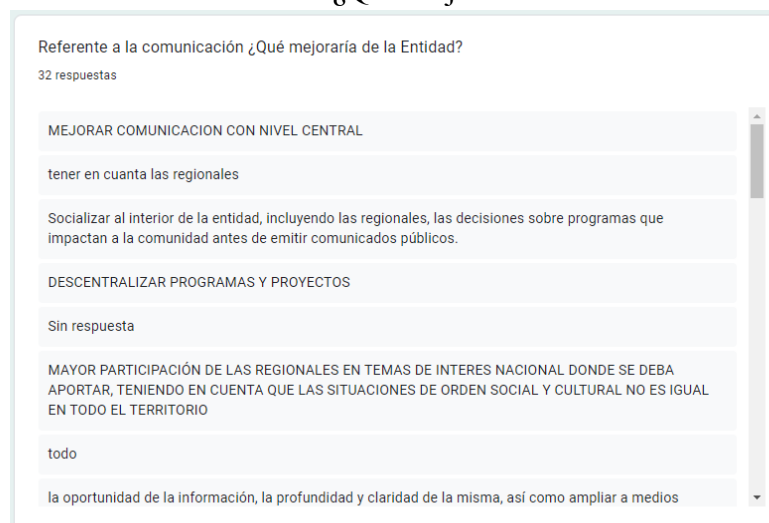 Referente a la comunicación ¿Qué mejoraría de la Entidad?
32 respuestas
MEJORAR COMUNICACION CON NIVEL CENTRAL
tener en cuanta las regionales
Socializar al interior de la entidad, incluyendo las regionales, las decisiones sobre programas que
impactan a la comunidad antes de emitir comunicados públicos.
DESCENTRALIZAR PROGRAMAS Y PROYECTOS
Sin respuesta
MAYOR PARTICIPACIÓN DE LAS REGIONALES EN TEMAS DE INTERES NACIONAL DONDE SE DEBA
APORTAR, TENIENDO EN CUENTA QUE LAS SITUACIONES DE ORDEN SOCIAL Y CULTURAL NO ES IGUAL
EN TODO EL TERRITORIO
todo
la oportunidad de la información, la profundidad y claridad de la misma, así como ampliar a medios